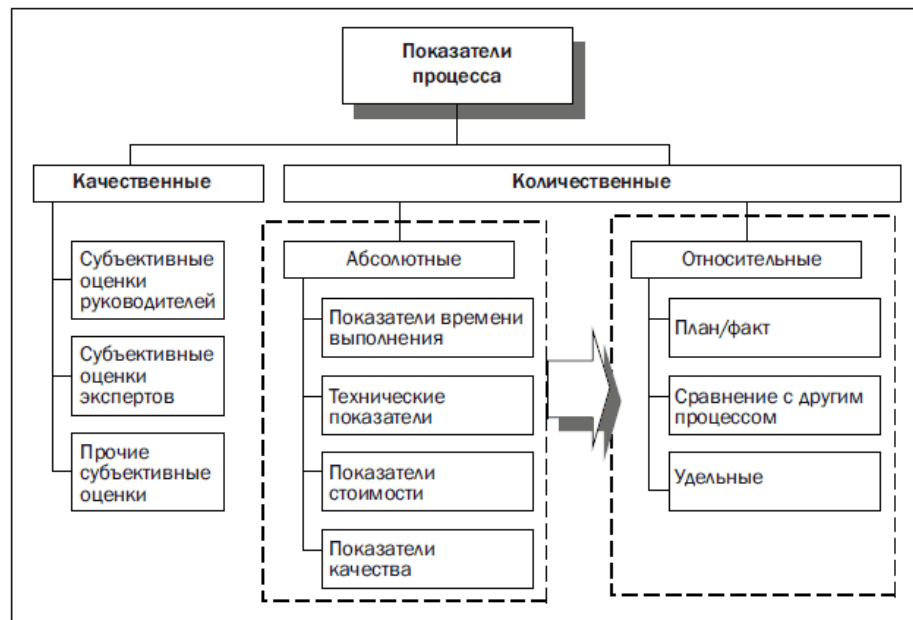 Показатели
процесса
Качественные
Количественные
Субъективные
оценки
руководителей
Субъективные
оценки
экспертов
Прочие
субъективные
оценки
Абсолютные
Показатели времени
выполнения
Технические
показатели
Показатели
стоимости
Показатели
качества
Относительные
План/факт
Сравнение с другим
процессом
Удельные